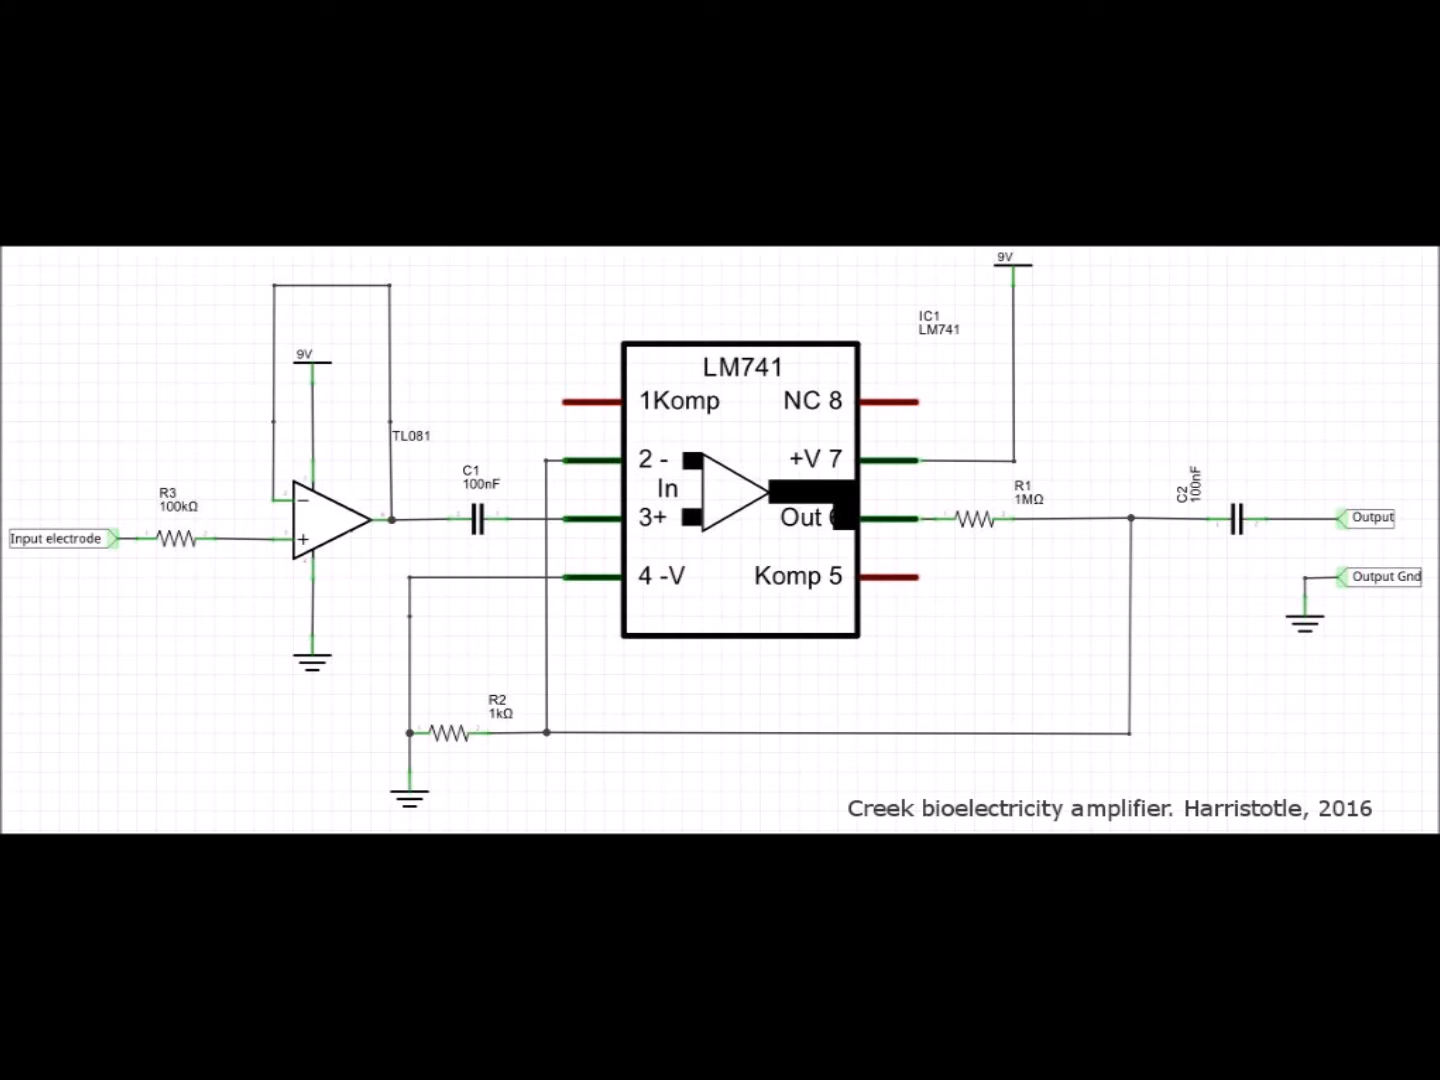 9V
IC1
LM741
LM741
1Komp
NC 8
9V
TL081
2 -
+V 7
In
C1
100nF
R3
100kΩ
3+
Out
R1
1MΩ
C2
100nF
Input electrode
−
+
Output
4 -V
Komp 5
Output Gnd
R2
1kΩ
Creek bioelectricity amplifier. Harristotle, 2016